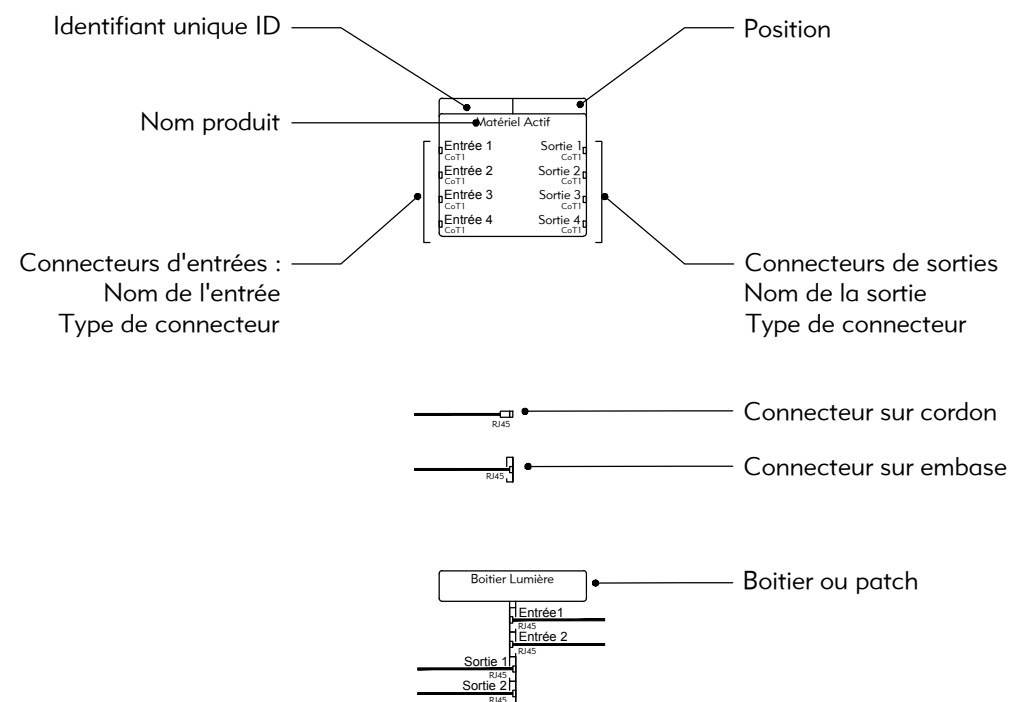 Identifiant unique ID
Position
Nom produit
Matériel Actif
Entrée 1
CoT1
Sortie 1
CoT1
Entrée 2
CoT1
Sortie 2
CoT1
Entrée 3
CoT1
Sortie 3
CoT1
Entrée 4
CoT1
Sortie 4
CoT1
Connecteurs d'entrées :
Nom de l'entrée
Type de connecteur
Connecteurs de sorties
Nom de la sortie
Type de connecteur
RJ45
Connecteur sur cordon
RJ45
Connecteur sur embase
Boitier Lumière
Boitier ou patch
Entrée1
RJ45
Entrée 2
RJ45
Sortie 1
RJ45
Sortie 2
RJ45